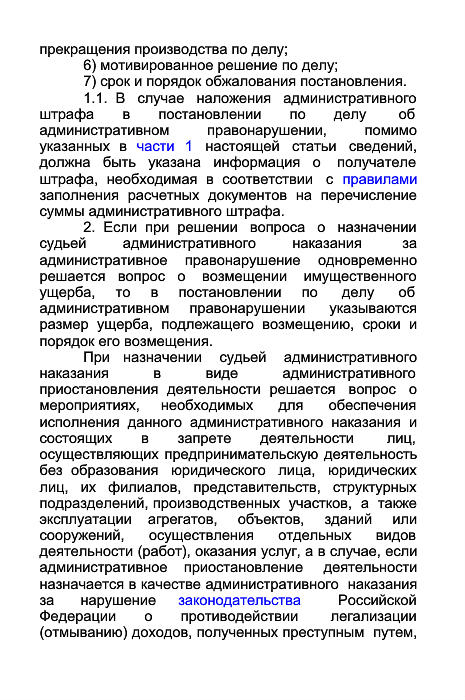 прекращения производства по делу;
6) мотивированное решение по делу;
7) срок и порядок обжалования постановления.
1.1. В случае наложения административного
штрафа в постановлении по делу об
административном правонарушении, помимо
указанных в части 1 настоящей статьи сведений,
должна быть указана информация о получателе
штрафа, необходимая в соответствии с правилами
заполнения расчетных документов на перечисление
суммы административного штрафа.
2. Если при решении вопроса о назначении
судьей административного наказания за
административное правонарушение одновременно
решается вопрос о возмещении имущественного
ущерба, то в постановлении по делу об
административном правонарушении указываются
размер ущерба, подлежащего возмещению, сроки и
порядок его возмещения.
При назначении судьей административного
наказания в виде административного
приостановления деятельности решается вопрос о
мероприятиях, необходимых для обеспечения
исполнения данного административного наказания и
состоящих в запрете деятельности лиц,
осуществляющих предпринимательскую деятельность
без образования юридического лица, юридических
лиц, их филиалов, представительств, структурных
подразделений, производственных участков, а также
эксплуатации агрегатов, объектов, зданий или
сооружений, осуществления отдельных видов
деятельности (работ), оказания услуг, а в случае, если
административное приостановление деятельности
назначается в качестве административного наказания
за нарушение законодательства Российской
Федерации о противодействии легализации
(отмыванию) доходов, полученных преступным путем,